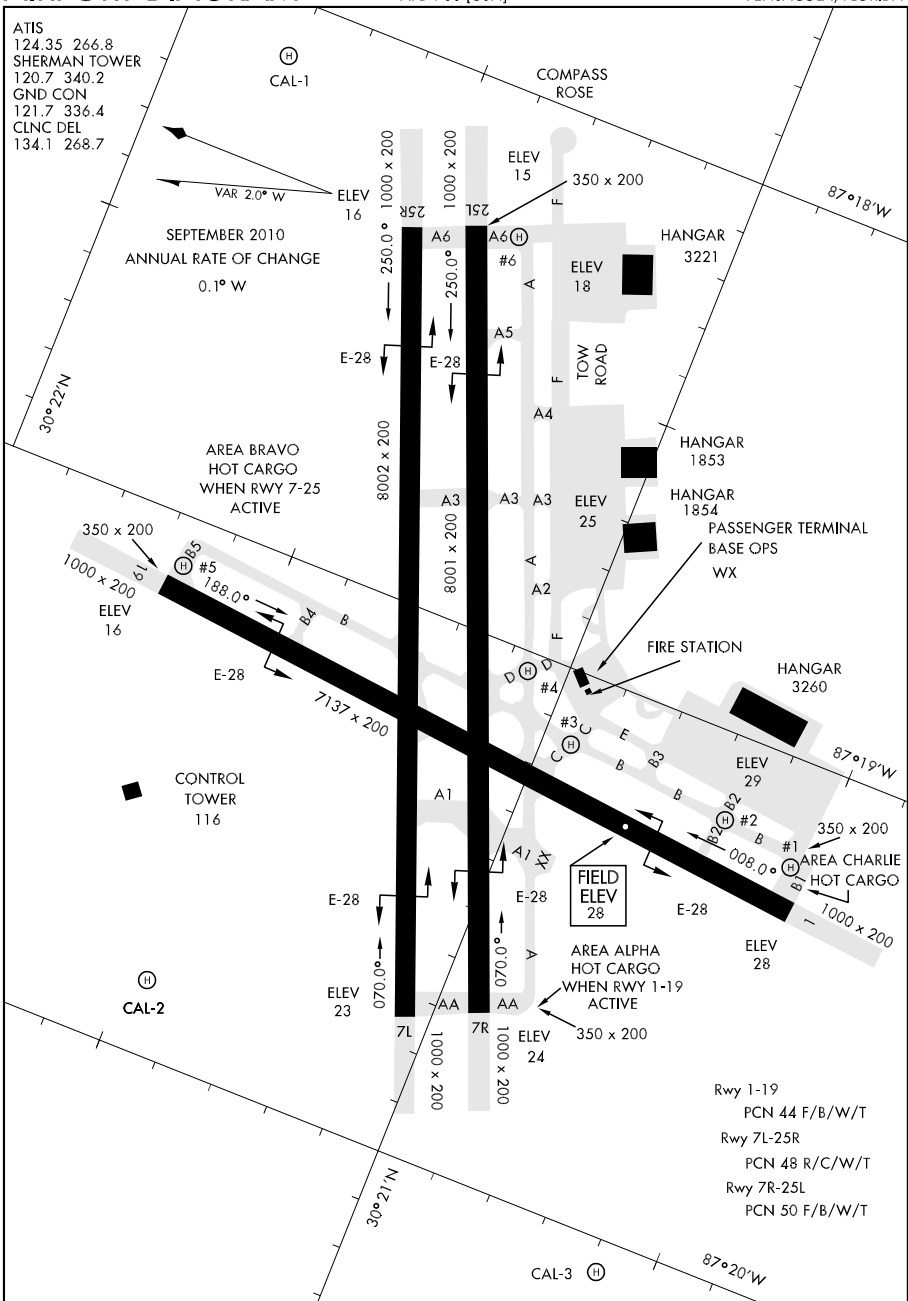 ATIS
124.35 266.8
SHERMAN TOWER
120.7 340.2
GND CON
121.7 336.4
CLNC DEL
134.1 268.7
H
CAL-1
COMPASS
ROSE
VAR 2.0° W
ELEV
16
SEPTEMBER 2010
ANNUAL RATE OF CHANGE
0.1° W
1000 x 200
1000 x 200
ELEV
15
350 x 200
F
87°18'W
25R
25L
A6
A6
H
#6
HANGAR
3221
ELEV
18
250.0°
250.0°
A
A5
E-28
E-28
TOW
ROAD
F
30°22'N
A4
8002 x 200
AREA BRAVO
HOT CARGO
WHEN RWY 7-25
ACTIVE
HANGAR
1853
HANGAR
1854
A3
A3
A3
ELEV
25
PASSENGER TERMINAL
BASE OPS
WX
350 x 200
1000 x 200
19
B5
H
#5
188.0°
8001 x 200
A
A2
ELEV
16
B4
B
F
FIRE STATION
E-28
D
H
D
#4
HANGAR
3260
7137 x 200
#3
C
H
C
E
B
B3
87°19'W
CONTROL
TOWER
116
ELEV
29
B
A1
B2
H
B2
#2
B
#1
350 x 200
H
AREA CHARLIE
HOT CARGO
A1
XX
008.0°
B1
FIELD
ELEV
28
E-28
E-28
E-28
1
1000 x 200
ELEV
28
A
070.0°
070.0°
AREA ALPHA
HOT CARGO
WHEN RWY 1-19
ACTIVE
H
CAL-2
ELEV
23
AA
AA
7L
7R
1000 x 200
1000 x 200
ELEV
24
350 x 200
Rwy 1-19
PCN 44 F/B/W/T
Rwy 7L-25R
PCN 48 R/C/W/T
Rwy 7R-25L
PCN 50 F/B/W/T
30°21'N
87°20'W
CAL-3
H